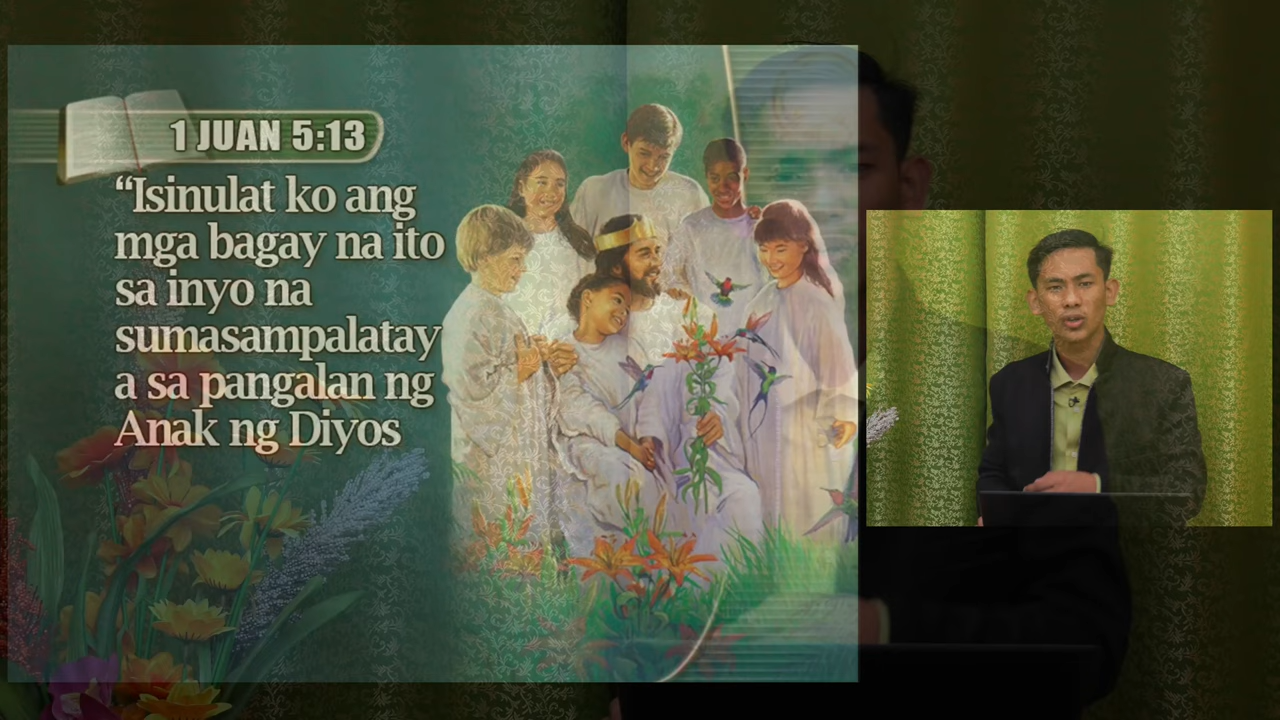 1 JUAN 5:13
“Isinulat ko ang
mga bagay na ito
sa inyo na
sumasampalatay
a sa pangalan ng
Anak ng Diyos